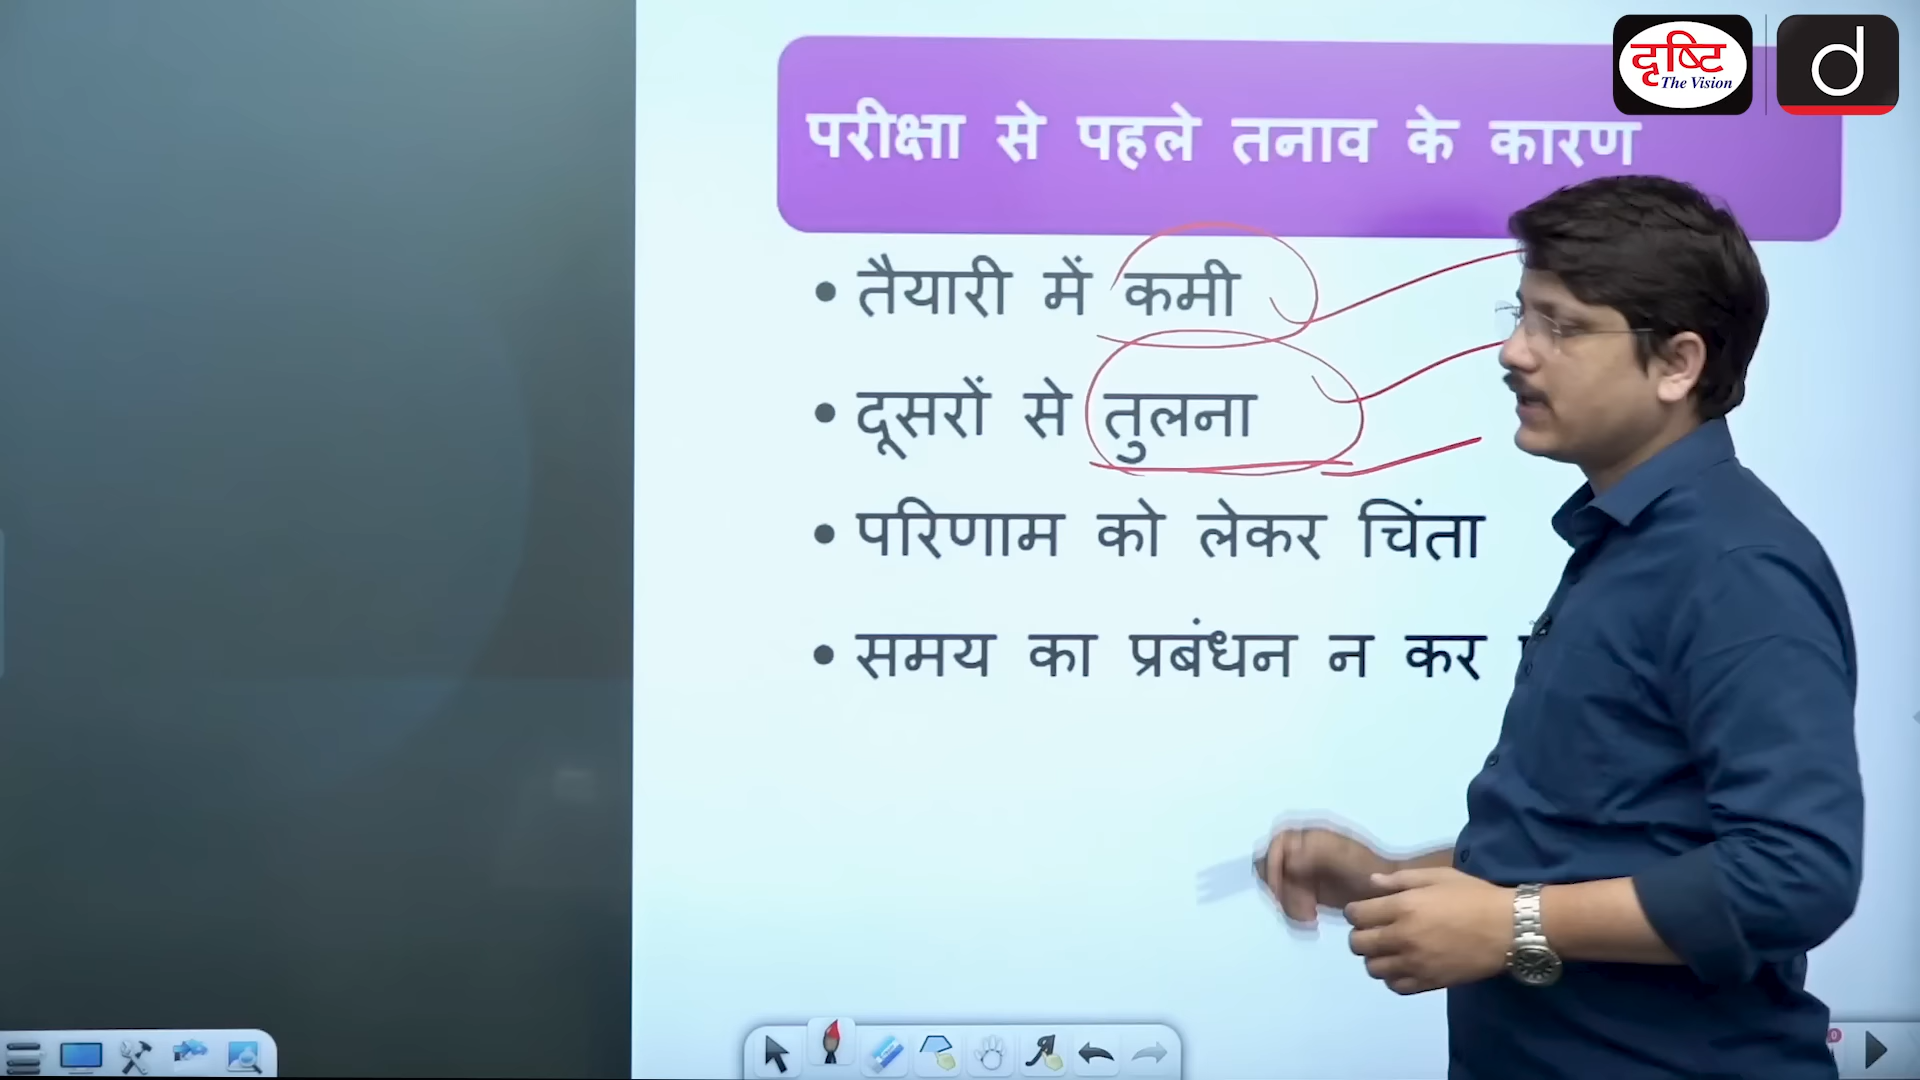 दृष्टि
The Vision
d
परीक्षा से पहले तनाव के कारण
• तैयारी में कमी
• दूसरों से तुलना
• परिणाम को लेकर चिंता
• समय का प्रबंधन न कर